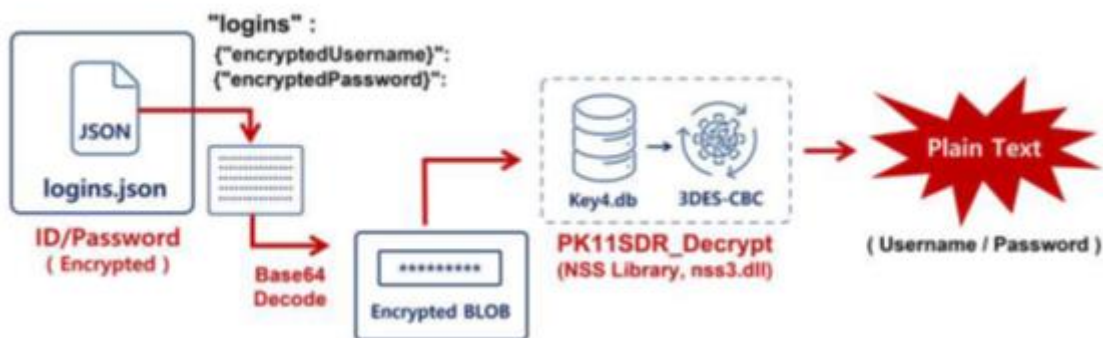 "logins" :
{"encryptedUsername}":
{"encryptedPassword}":
JSON
logins.json
ID/Password
( Encrypted )
Base64
Decode
*********
Encrypted BLOB
Key4.db
3DES-CBC
PK11SDR_Decrypt
(NSS Library, nss3.dll)
Plain Text
( Username / Password )